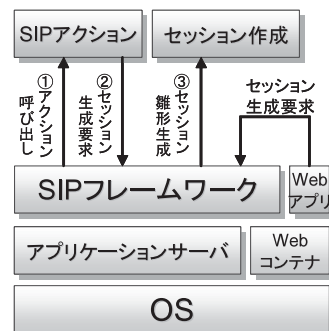 SIPアクション
セッション作成
①アクション
呼び出し
②セッション
生成要求
③セッション
雛形生成
セッション
生成要求
SIPフレームワーク
Web
アプリ
アプリケーションサーバ
Web
コンテナ
OS